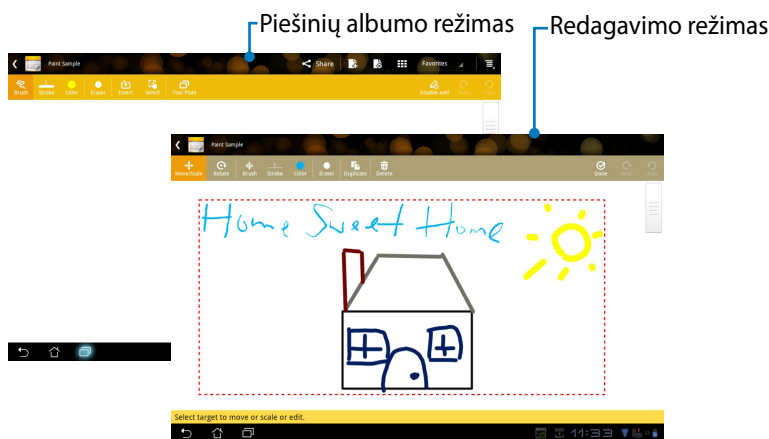 Piešinių albumo režimas
Redagavimo režimas
Paint Sample
Share
Favorites
Brush Stroke Color Eraser Insert Select Tool Plate
Disable edit
Paint Sample
Move/Scale Rotate Brush Stroke Color Eraser Duplicate Delete
Done
Home Sweet Home
Select target to move or scale or edit.
11:33